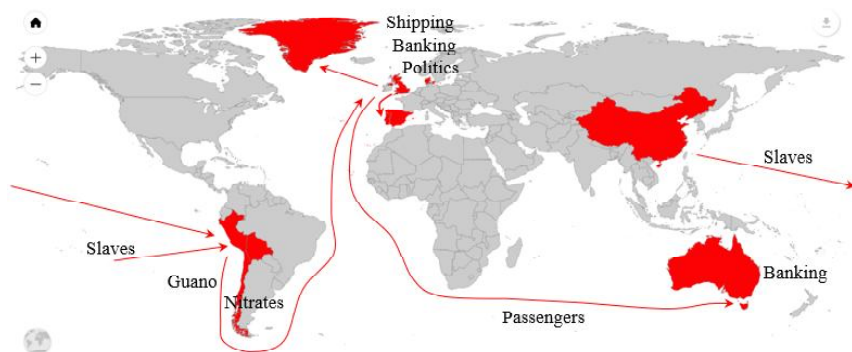 Shipping
Banking
Politics
Slaves
Slaves
Guano
Nitrates
Banking
Passengers